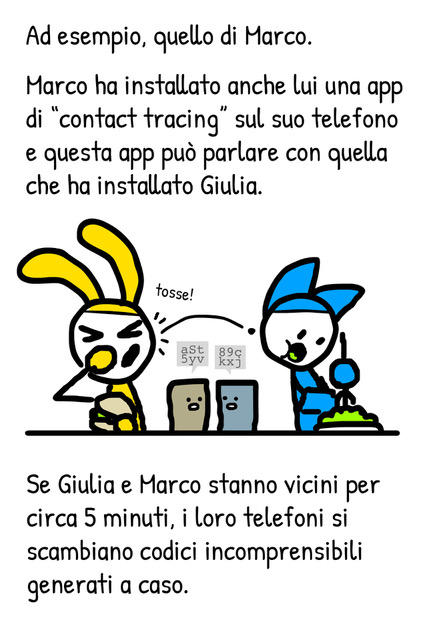 Ad esempio, quello di Marco.
Marco ha installato anche lui una app
di “contact tracing” sul suo telefono
e questa app può parlare con quella
che ha installato Giulia.
tosse!
aSt
5yv
89ç
kxj
Se Giulia e Marco stanno vicini per
circa 5 minuti, i loro telefoni si
scambiano codici incomprensibili
generati a caso.